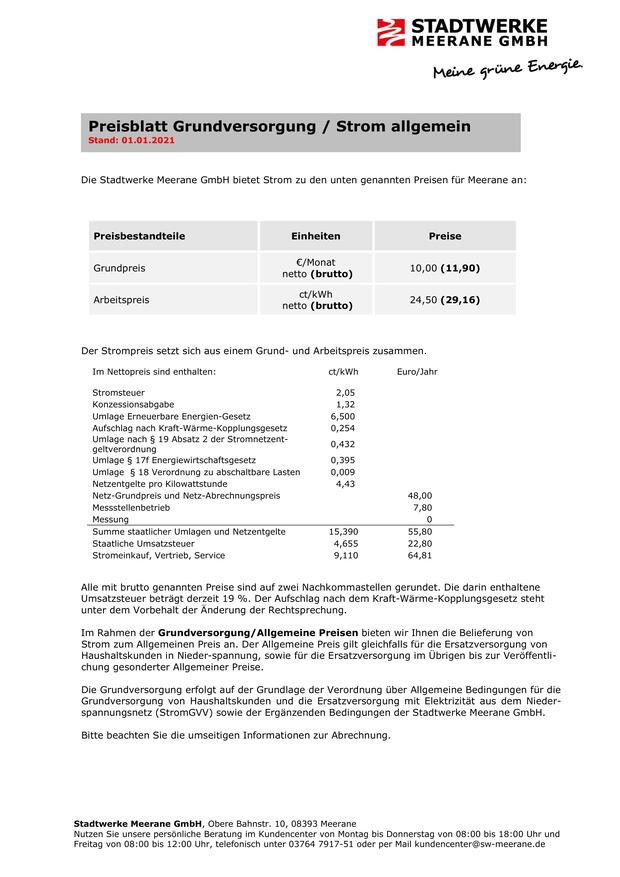 STADTWERKE
MEERANE GMBH
Meine grüne Energie.
Preisblatt Grundversorgung / Strom allgemein
Stand: 01.01.2021
Die Stadtwerke Meerane GmbH bietet Strom zu den unten genannten Preisen für Meerane an:
Preisbestandteile Einheiten Preise
Grundpreis €/Monat netto (brutto) 10,00 (11,90)
Arbeitspreis ct/kWh netto (brutto) 24,50 (29,16)
Der Strompreis setzt sich aus einem Grund- und Arbeitspreis zusammen.
Im Nettopreis sind enthalten: ct/kWh Euro/Jahr
Stromsteuer 2,05
Konzessionsabgabe 1,32
Umlage Erneuerbare Energien-Gesetz 6,500
Aufschlag nach Kraft-Wärme-Kopplungsgesetz 0,254
Umlage nach § 19 Absatz 2 der Stromnetzent-
geltverordnung 0,432
Umlage § 17f Energiewirtschaftsgesetz 0,395
Umlage § 18 Verordnung zu abschaltbare Lasten 0,009
Netzentgelte pro Kilowattstunde 4,43
Netz-Grundpreis und Netz-Abrechnungspreis 48,00
Messstellenbetrieb 7,80
Messung 0
Summe staatlicher Umlagen und Netzentgelte 15,390 55,80
Staatliche Umsatzsteuer 4,655 22,80
Stromeinkauf, Vertrieb, Service 9,110 64,81
Alle mit brutto genannten Preise sind auf zwei Nachkommastellen gerundet. Die darin enthaltene
Umsatzsteuer beträgt derzeit 19 %. Der Aufschlag nach dem Kraft-Wärme-Kopplungsgesetz steht
unter dem Vorbehalt der Änderung der Rechtsprechung.
Im Rahmen der Grundversorgung/Allgemeine Preisen bieten wir Ihnen die Belieferung von
Strom zum Allgemeinen Preis an. Der Allgemeine Preis gilt gleichfalls für die Ersatzversorgung von
Haushaltskunden in Nieder-spannung, sowie für die Ersatzversorgung im Übrigen bis zur Veröffentli-
chung gesonderter Allgemeiner Preise.
Die Grundversorgung erfolgt auf der Grundlage der Verordnung über Allgemeine Bedingungen für die
Grundversorgung von Haushaltskunden und die Ersatzversorgung mit Elektrizität aus dem Nieder-
spannungsnetz (StromGVV) sowie der Ergänzenden Bedingungen der Stadtwerke Meerane GmbH.
Bitte beachten Sie die umseitigen Informationen zur Abrechnung.
Stadtwerke Meerane GmbH, Obere Bahnstr. 10, 08393 Meerane
Nutzen Sie unsere persönliche Beratung im Kundencenter von Montag bis Donnerstag von 08:00 bis 18:00 Uhr und
Freitag von 08:00 bis 12:00 Uhr, telefonisch unter 03764 7917-51 oder per Mail kundencenter@sw-meerane.de